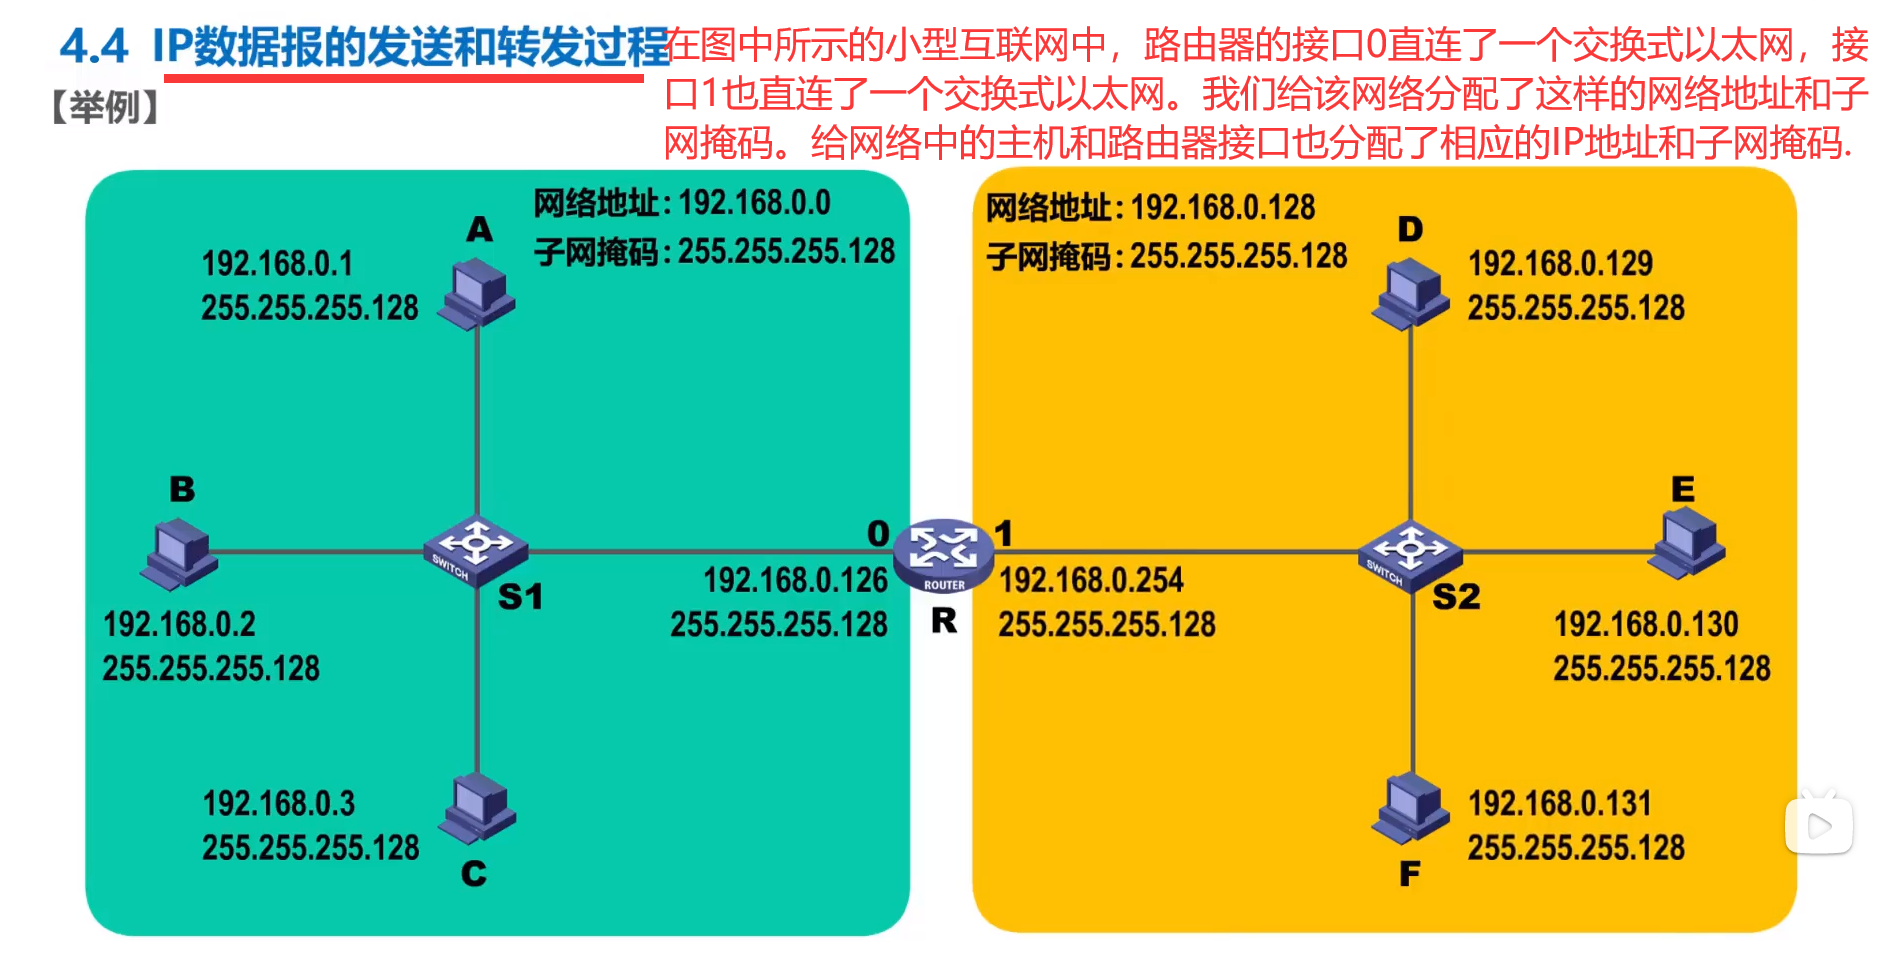 4.4 IP数据报的发送和转发过程
【举例】
在图中所示的小型互联网中，路由器的接口0直连了一个交换式以太网，接
口1也直连了一个交换式以太网。我们给该网络分配了这样的网络地址和子
网掩码。给网络中的主机和路由器接口也分配了相应的IP地址和子网掩码.
网络地址：192.168.0.0
子网掩码：255.255.255.128
A
192.168.0.1
255.255.255.128
B
192.168.0.2
255.255.255.128
SWITCH
S1
192.168.0.3
255.255.255.128
C
0
192.168.0.126
255.255.255.128
ROUTER
R
1
192.168.0.254
255.255.255.128
网络地址：192.168.0.128
子网掩码：255.255.255.128
D
192.168.0.129
255.255.255.128
SWITCH
S2
E
192.168.0.130
255.255.255.128
192.168.0.131
255.255.255.128
F